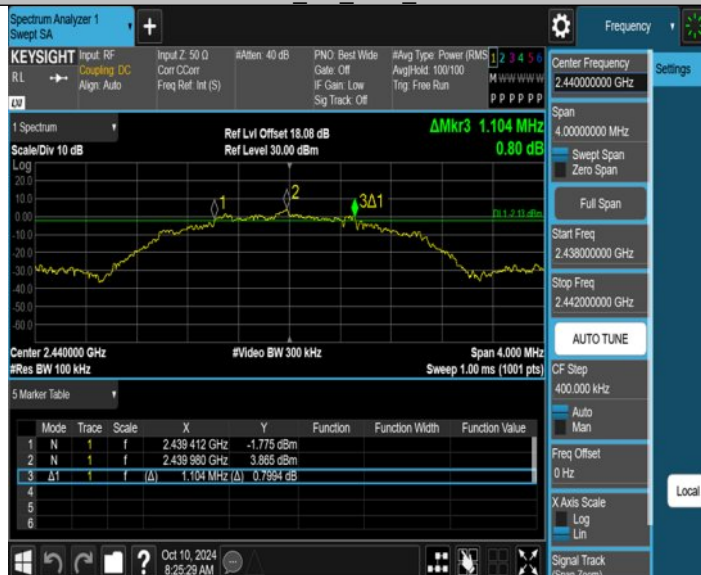 Spectrum Analyzer 1
Swept SA
+
Frequency
KEYSIGHT
RL
LXI
Input: RF
Coupling: DC
Align: Auto
Input Z: 50 Ω
Corr CCorr
Freq Ref: Int (S)
#Atten: 40 dB
PNO: Best Wide
Gate: Off
IF Gain: Low
Sig Track: Off
#Avg Type: Power (RMS
Avg|Hold: 100/100
Trig: Free Run
1 2 3 4 5 6
M W W W W W
P P P P P P
Center Frequency
2.440000000 GHz
Settings
1 Spectrum
Scale/Div 10 dB
Ref Lvl Offset 18.08 dB
Ref Level 30.00 dBm
ΔMkr3 1.104 MHz
0.80 dB
Span
4.00000000 MHz
Swept Span
Zero Span
Full Span
Log
20.0
10.0
0.00
-10.0
-20.0
-30.0
-40.0
-50.0
-60.0
1
2
3Δ1
DL1 -2.13 dBm
Start Freq
2.438000000 GHz
Stop Freq
2.442000000 GHz
AUTO TUNE
Center 2.440000 GHz
#Res BW 100 kHz
#Video BW 300 kHz
Span 4.000 MHz
Sweep 1.00 ms (1001 pts)
CF Step
400.000 kHz
Auto
Man
5 Marker Table
Mode Trace Scale X Y Function Function Width Function Value
1 N 1 f 2.439 412 GHz -1.775 dBm
2 N 1 f 2.439 980 GHz 3.865 dBm
3 Δ1 1 f (Δ) 1.104 MHz (Δ) 0.7994 dB
4
5
6
Freq Offset
0 Hz
Local
X Axis Scale
Log
Lin
Signal Track
(Span Zoom)
?
Oct 10, 2024
8:25:29 AM